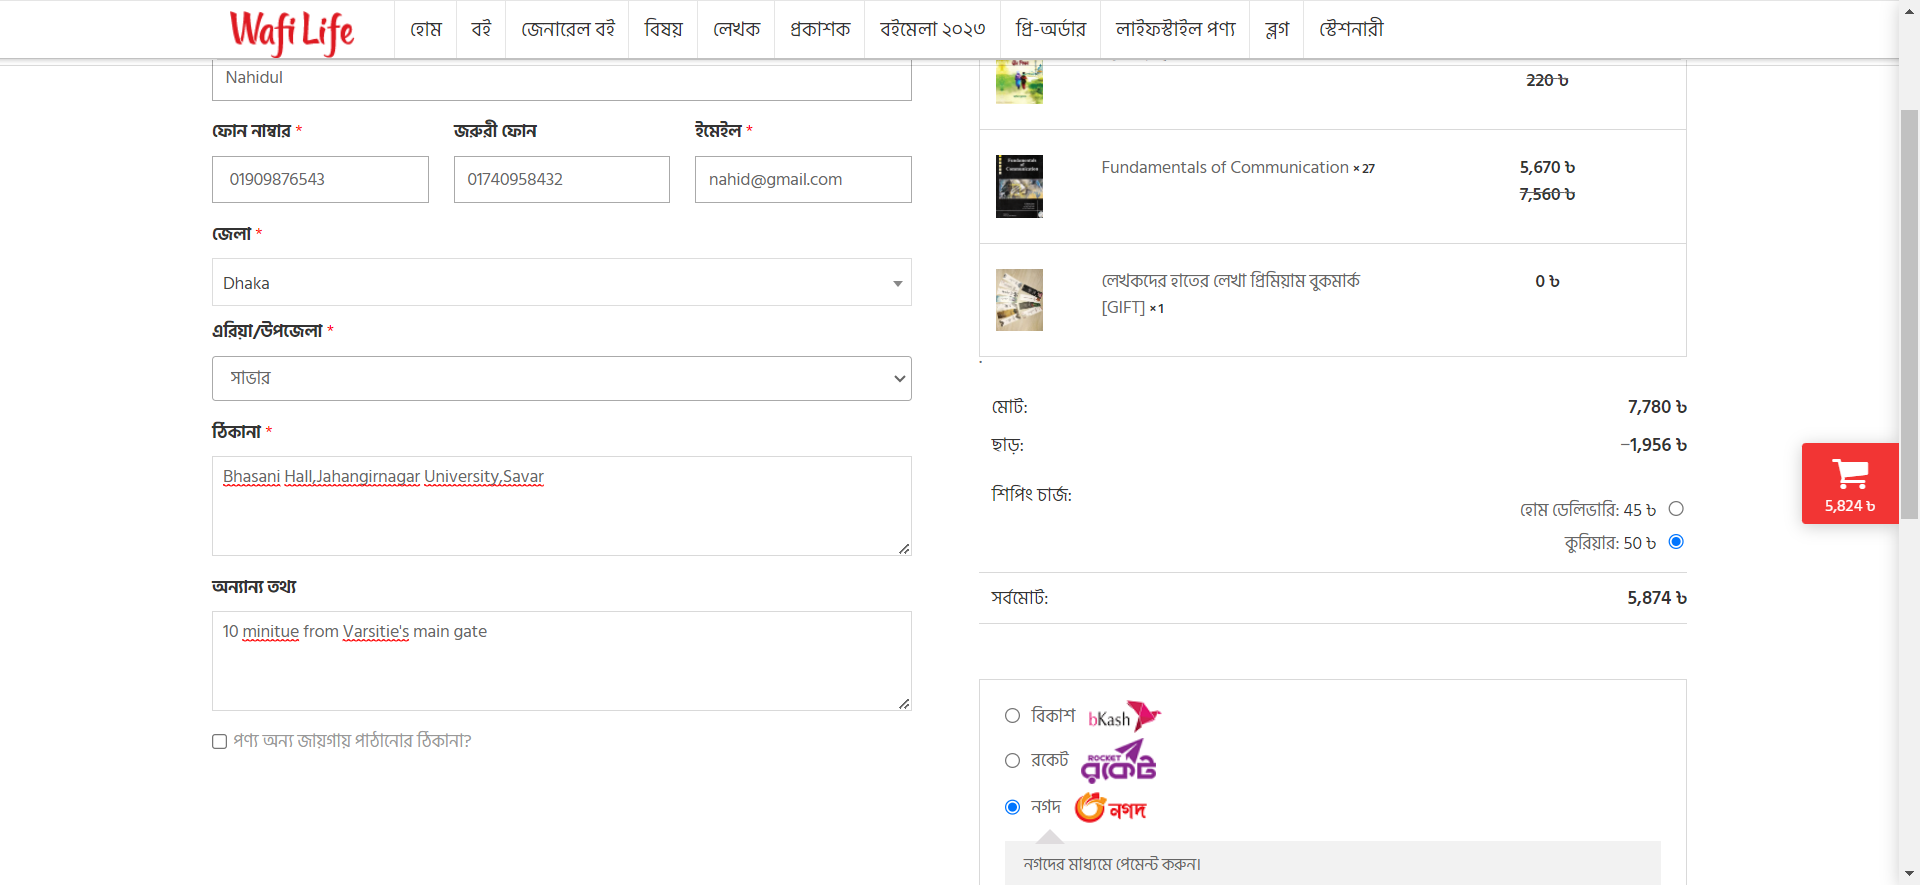 Wafi Life
হোম
বই
জেনারেল বই
বিষয়
লেখক
প্রকাশক
বইমেলা ২০২৩
প্রি-অর্ডার
লাইফস্টাইল পণ্য
ব্লগ
স্টেশনারী
Nahidul
ফোন নাম্বার *
জরুরী ফোন
ইমেইল *
01909876543
01740958432
nahid@gmail.com
জেলা *
Dhaka
এরিয়া/উপজেলা *
সাভার
ঠিকানা *
Bhasani Hall,Jahangirnagar University,Savar
অন্যান্য তথ্য
10 minitue from Varsitie's main gate
পণ্য অন্য জায়গায় পাঠানোর ঠিকানা?
220 ৳
Fundamentals of Communication
Fundamentals of Communication × 27
5,670 ৳
7,560 ৳
লেখকদের হাতের লেখা প্রিমিয়াম বুকমার্ক
[GIFT] × 1
0 ৳
মোট:
7,780 ৳
ছাড়:
-1,956 ৳
শিপিং চার্জ:
হোম ডেলিভারি: 45 ৳
কুরিয়ার: 50 ৳
সর্বমোট:
5,874 ৳
5,824 ৳
বিকাশ
bKash
রকেট
ROCKET
রকেট
নগদ
নগদ
নগদের মাধ্যমে পেমেন্ট করুন।